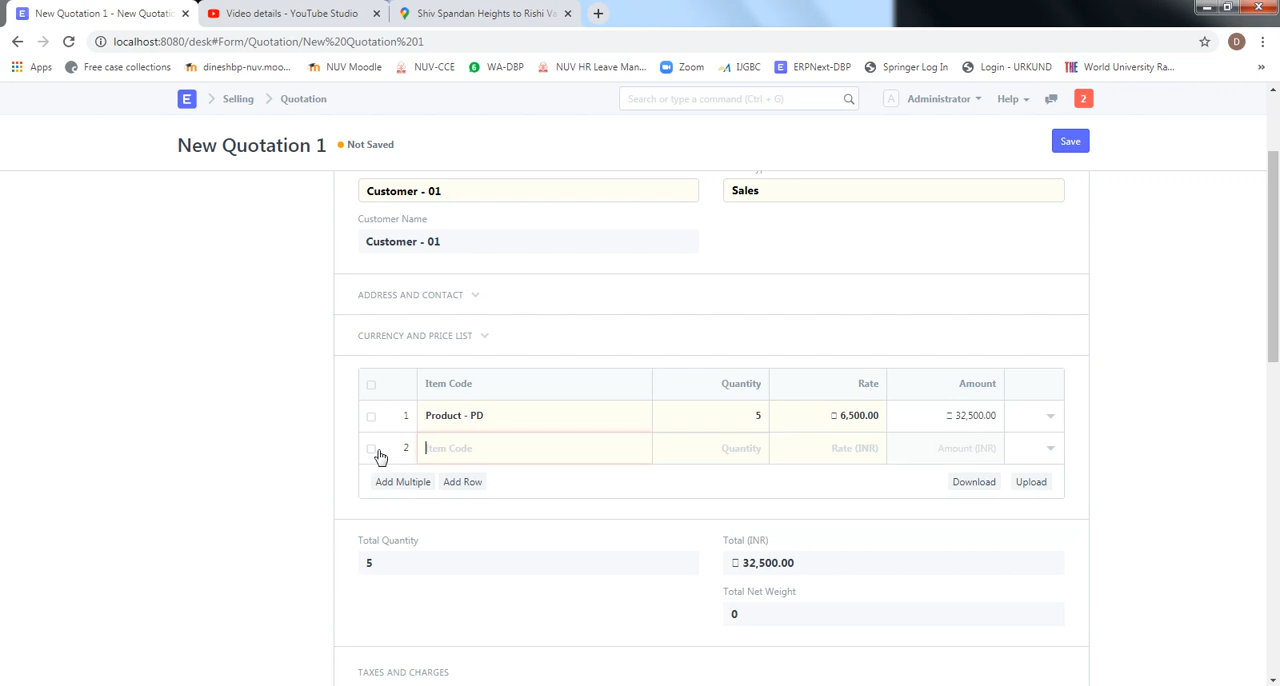 New Quotation 1 - New Quotatio
Video details - YouTube Studio
Shiv Spandan Heights to Rishi Va
localhost:8080/desk#Form/Quotation/New%20Quotation%201
D
Apps
Free case collections
dineshbp-nuv.moo...
NUV Moodle
NUV-CCE
WA-DBP
NUV HR Leave Man...
Zoom
IJGBC
ERPNext-DBP
Springer Log In
Login - URKUND
World University Ra...
E
Selling
Quotation
Search or type a command (Ctrl + G)
A
Administrator
Help
2
New Quotation 1
Not Saved
Save
Customer - 01
Sales
Customer Name
Customer - 01
ADDRESS AND CONTACT
CURRENCY AND PRICE LIST
Item Code Quantity Rate Amount
1 Product - PD 5 6,500.00 32,500.00
2 Item Code Quantity Rate (INR) Amount (INR)
Add Multiple Add Row Download Upload
Total Quantity
5
Total (INR)
32,500.00
Total Net Weight
0
TAXES AND CHARGES